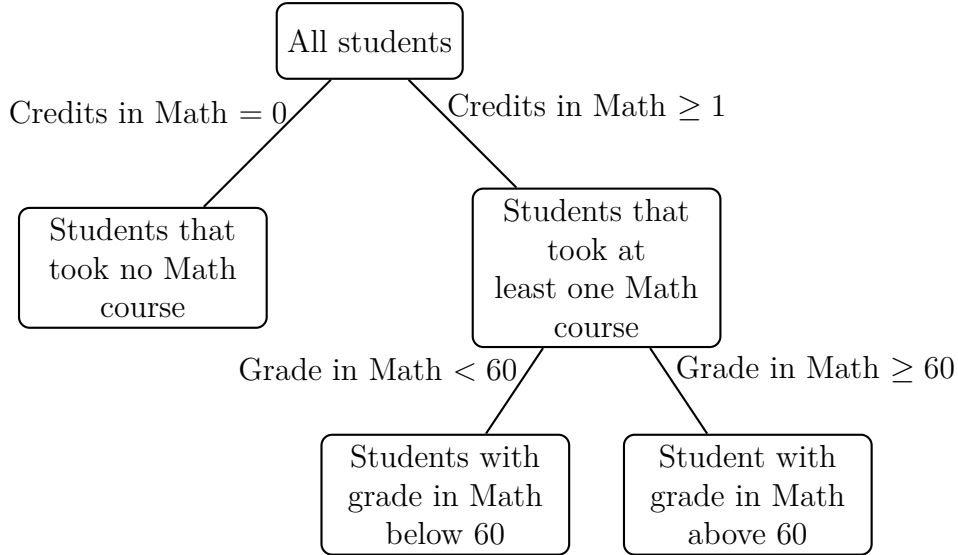 All students
Credits in Math = 0
Credits in Math ≥ 1
Students that
took no Math
course
Students that
took at
least one Math
course
Grade in Math < 60
Grade in Math ≥ 60
Students with
grade in Math
below 60
Student with
grade in Math
above 60